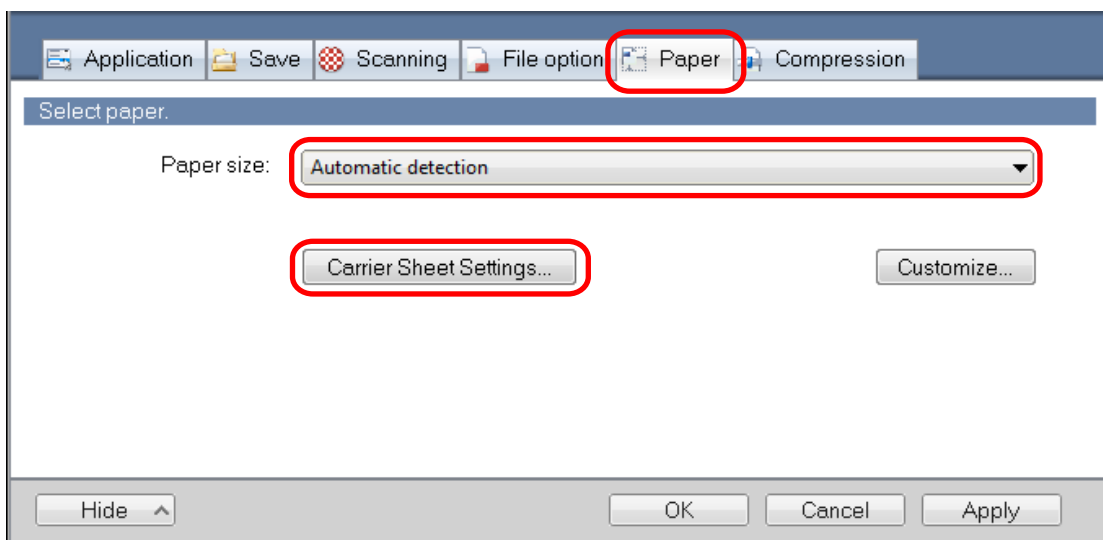 Application Save Scanning File option Paper Compression
Select paper.
Paper size: Automatic detection
Carrier Sheet Settings... Customize...
Hide OK Cancel Apply